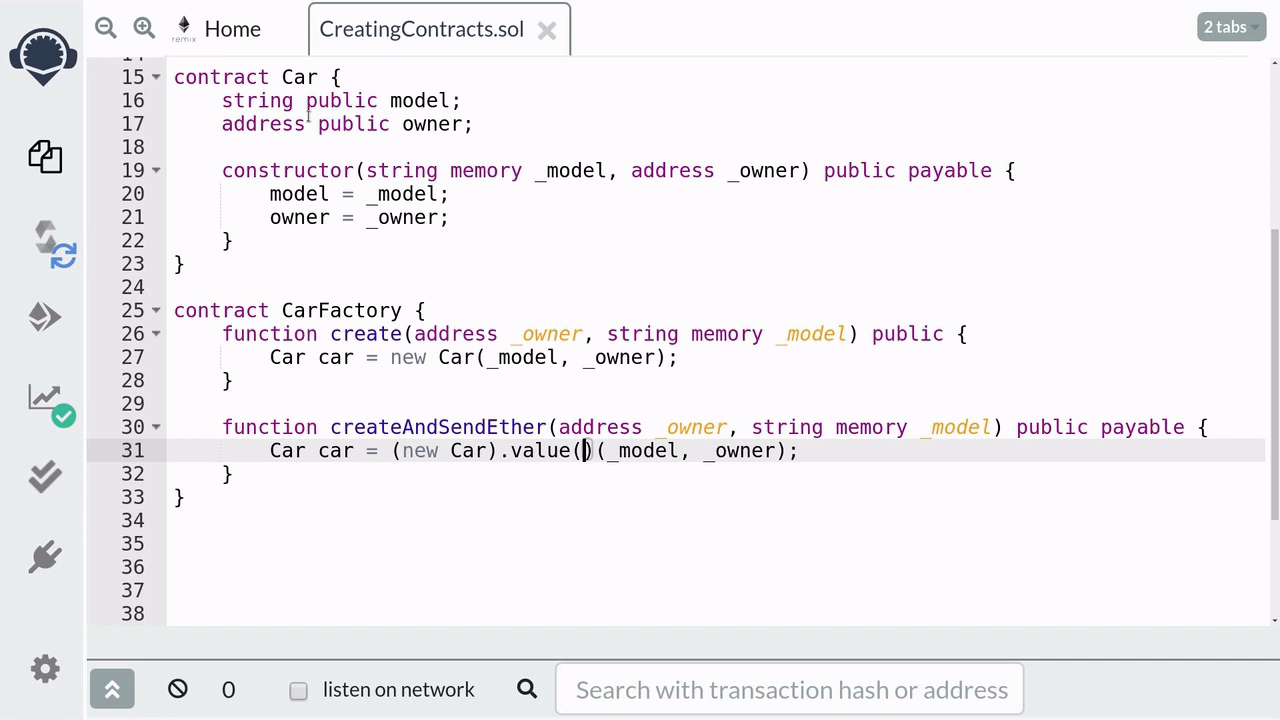 remix
Home
CreatingContracts.sol
2 tabs
15 contract Car {
16     string public model;
17     address public owner;
18
19     constructor(string memory _model, address _owner) public payable {
20         model = _model;
21         owner = _owner;
22     }
23 }
24
25 contract CarFactory {
26     function create(address _owner, string memory _model) public {
27         Car car = new Car(_model, _owner);
28     }
29
30     function createAndSendEther(address _owner, string memory _model) public payable {
31         Car car = (new Car).value()(_model, _owner);
32     }
33 }
34
35
36
37
38
0
listen on network
Search with transaction hash or address